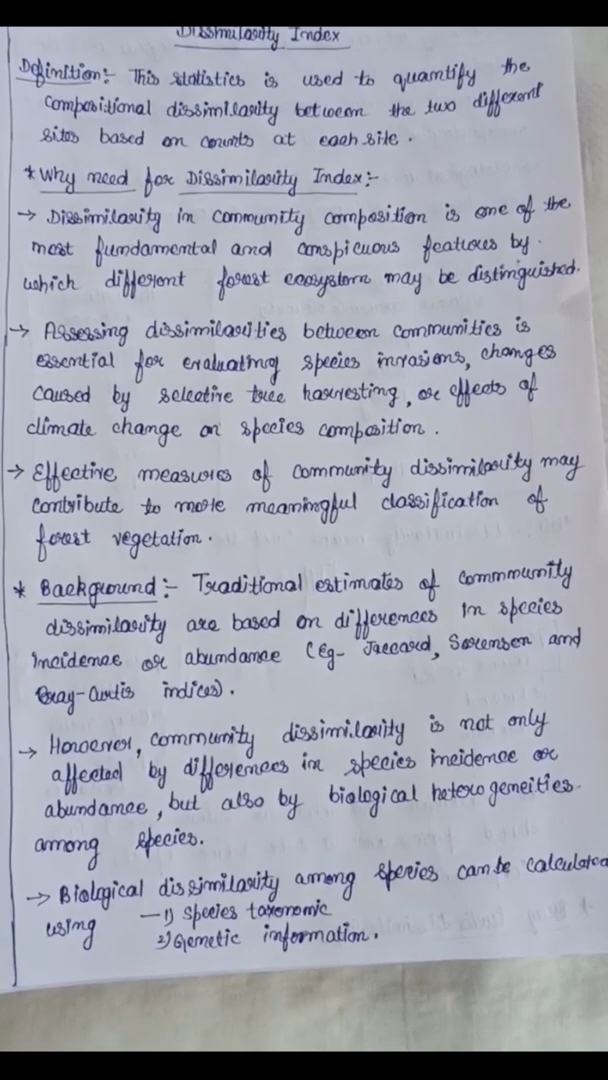 Dissimilarity Index
Definition:- This statistics is used to quantify the
compositional dissimilarity between the two different
sites based on counts at each site.
* Why need for Dissimilarity Index:-
→ Dissimilarity in community composition is one of the
most fundamental and conspicuous features by
which different forest ecosystem may be distinguished.
→ Assessing dissimilarities between communities is
essential for evaluating species invasions, changes
caused by selective tree harvesting, or effects of
climate change on species composition.
→ Effective measures of community dissimilarity may
contribute to more meaningful classification of
forest vegetation.
* Background:- Traditional estimates of commmunity
dissimilarity are based on differences in species
incidence or abundance (Eg- Jaccard, Sorenson and
Bray-Curtis indices).
→ However, community dissimilarity is not only
affected by differences in species incidence or
abundance, but also by biological heterogeneities
among species.
→ Biological dissimilarity among species can be calculated
using —1) Species taxonomic
2) Genetic information.